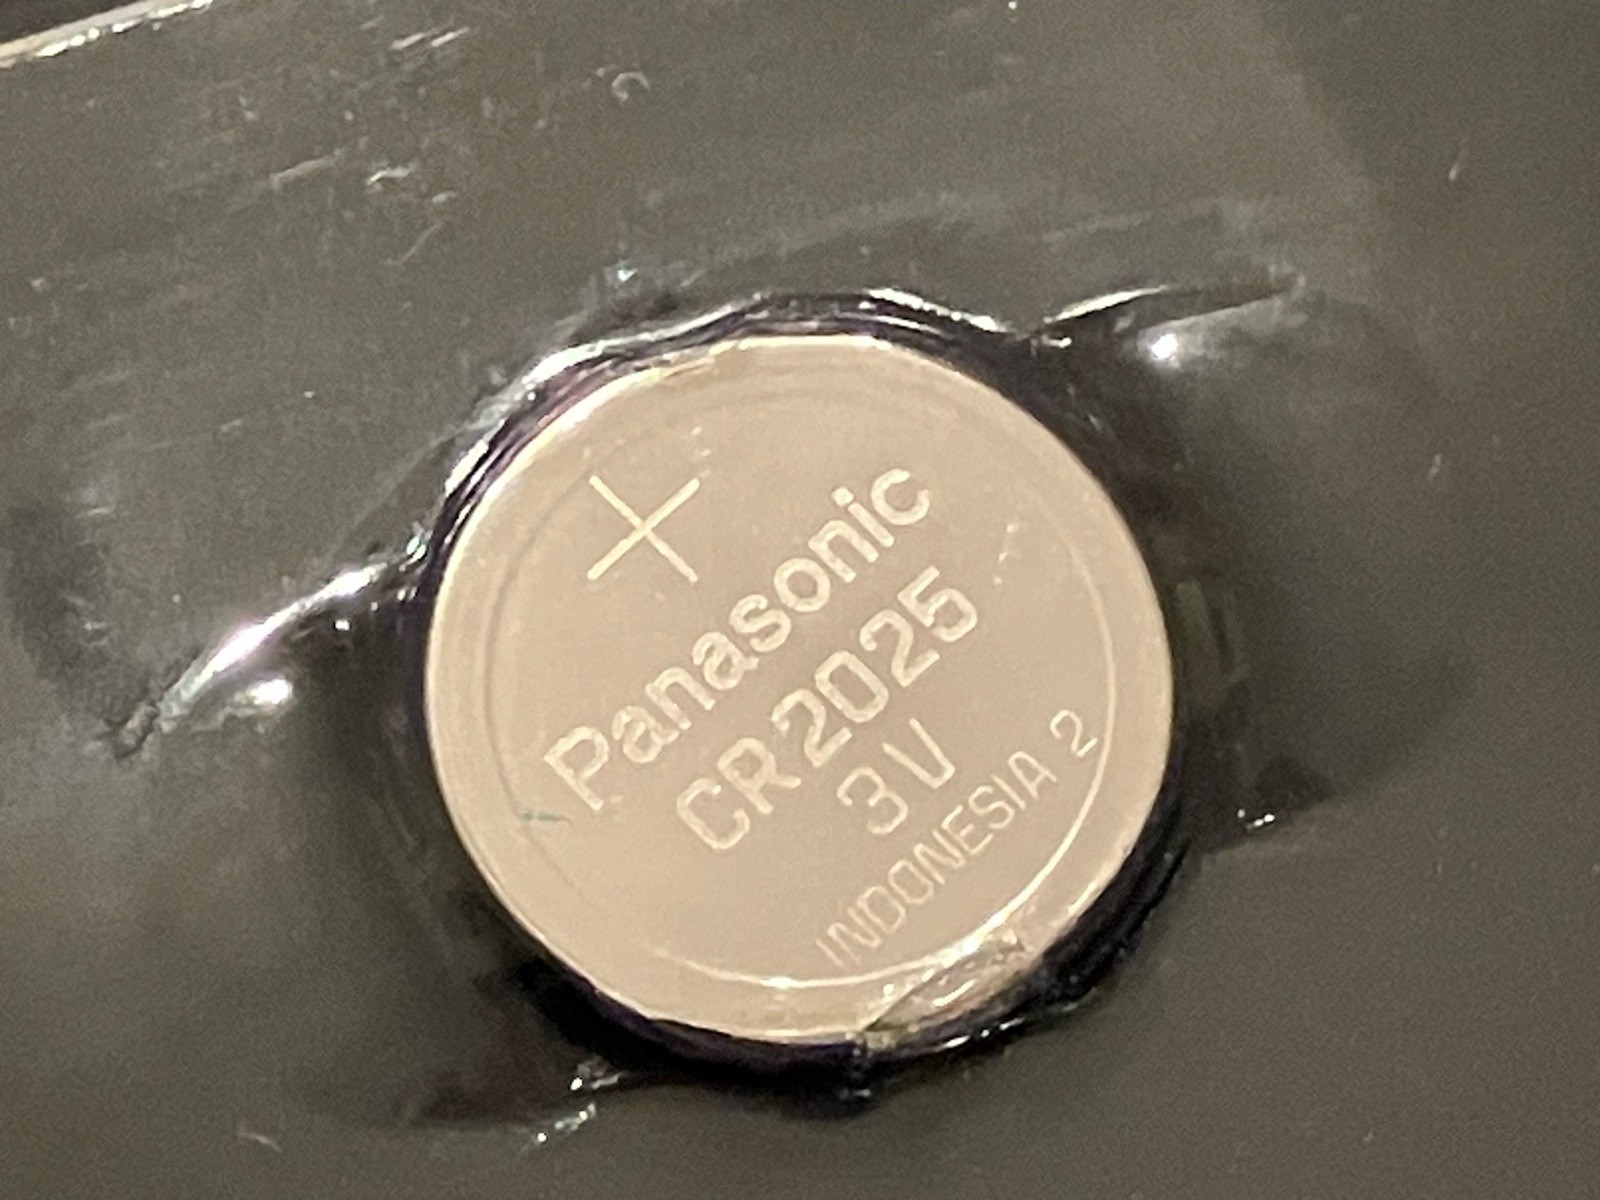 +
Panasonic
CR2025
3V
INDONESIA 2